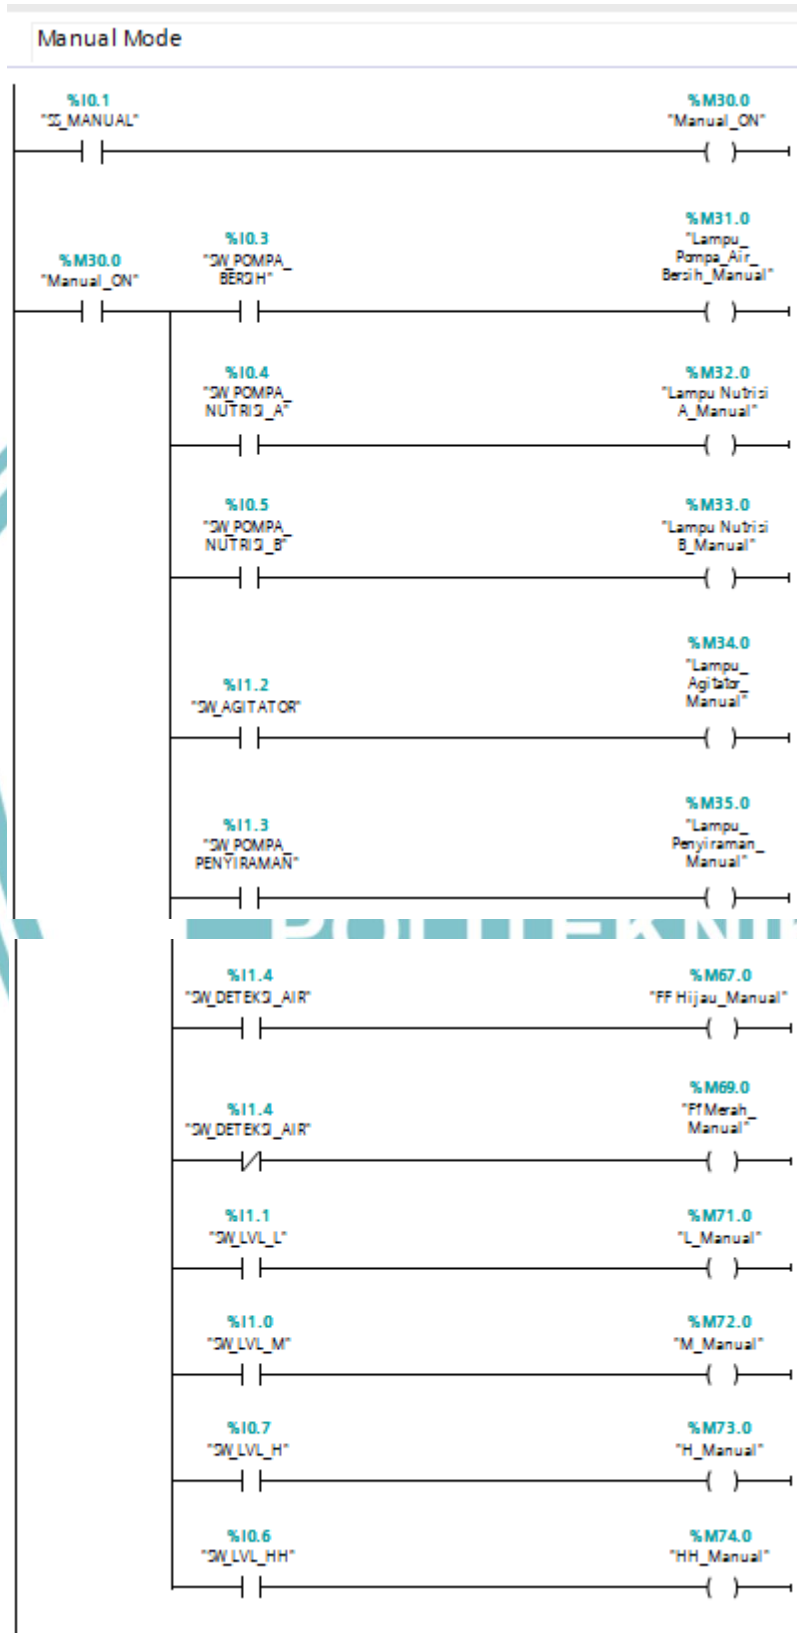 Manual Mode
%I0.1
"SS_MANUAL"
%M30.0
"Manual_ON"
%M30.0
"Manual_ON"
%I0.3
"SW_POMPA_
BERSIH"
%M31.0
"Lampu_
Pompa_Air_
Bersih_Manual"
%I0.4
"SW_POMPA_
NUTRISI_A"
%M32.0
"Lampu Nutrisi
A_Manual"
%I0.5
"SW_POMPA_
NUTRISI_B"
%M33.0
"Lampu Nutrisi
B_Manual"
%I1.2
"SW_AGITATOR"
%M34.0
"Lampu_
Agitator_
Manual"
%I1.3
"SW_POMPA_
PENYIRAMAN"
%M35.0
"Lampu_
Penyiraman_
Manual"
POLITEKNI
%I1.4
"SW_DETEKSI_AIR"
%M67.0
"FF Hijau_Manual"
%I1.4
"SW_DETEKSI_AIR"
%M69.0
"Ff Merah_
Manual"
%I1.1
"SW_LVL_L"
%M71.0
"L_Manual"
%I1.0
"SW_LVL_M"
%M72.0
"M_Manual"
%I0.7
"SW_LVL_H"
%M73.0
"H_Manual"
%I0.6
"SW_LVL_HH"
%M74.0
"HH_Manual"